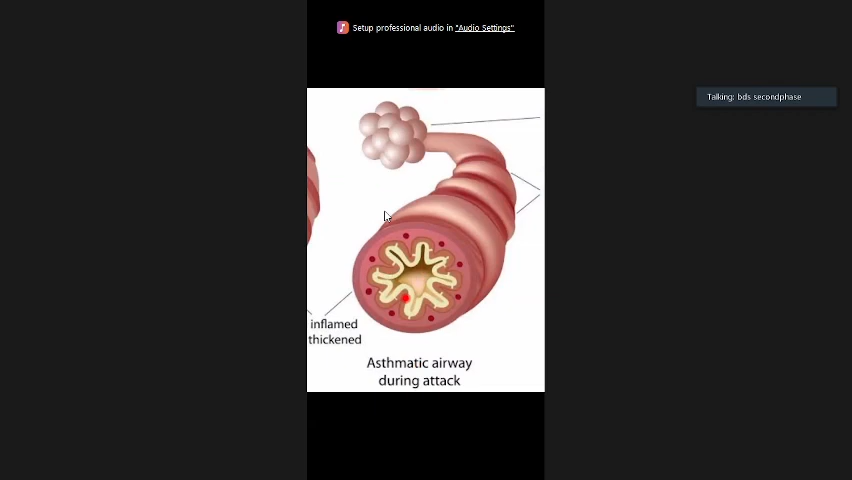 Setup professional audio in "Audio Settings"
Talking: bds secondphase
inflamed
thickened
Asthmatic airway
during attack